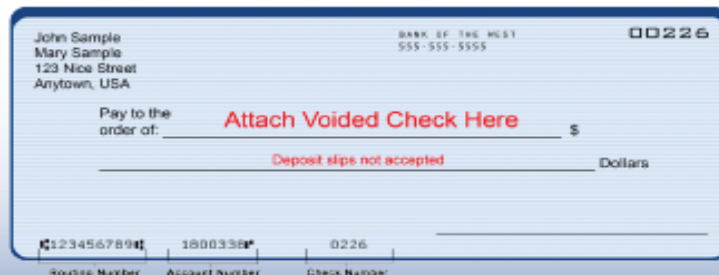 John Sample
Mary Sample
123 Nice Street
Anytown, USA
BANK OF THE WEST
555-555-5555
00226
Pay to the
order of:
Attach Voided Check Here
$
Deposit slips not accepted
Dollars
⑆123456789⑆ 1800338⑈ 0226
Routing Number Account Number Check Number